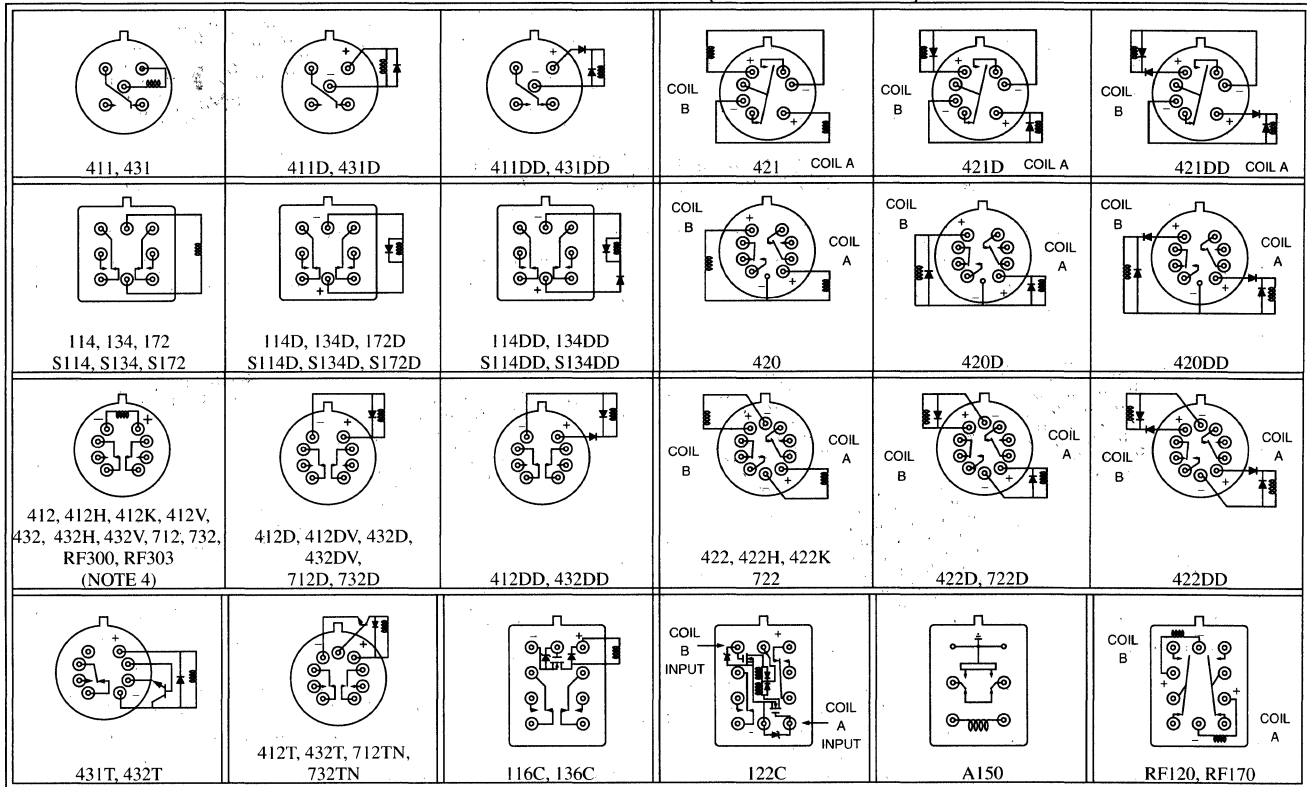 411, 431
411D, 431D
411DD, 431DD
COIL
B
421
COIL A
COIL
B
421D
COIL A
COIL
B
421DD
COIL A
114, 134, 172
S114, S134, S172
114D, 134D, 172D
S114D, S134D, S172D
114DD, 134DD
S114DD, S134DD
COIL
B
COIL
A
420
COIL
B
COIL
A
420D
COIL
B
COIL
A
420DD
412, 412H, 412K, 412V,
432, 432H, 432V, 712, 732,
RF300, RF303
(NOTE 4)
412D, 412DV, 432D,
432DV,
712D, 732D
412DD, 432DD
COIL
B
COIL
A
422, 422H, 422K
722
COIL
B
COIL
A
422D, 722D
COIL
B
COIL
A
422DD
431T, 432T
412T, 432T, 712TN,
732TN
116C, 136C
COIL
B
INPUT
COIL
A
INPUT
122C
A150
COIL
B
COIL
A
RF120, RF170